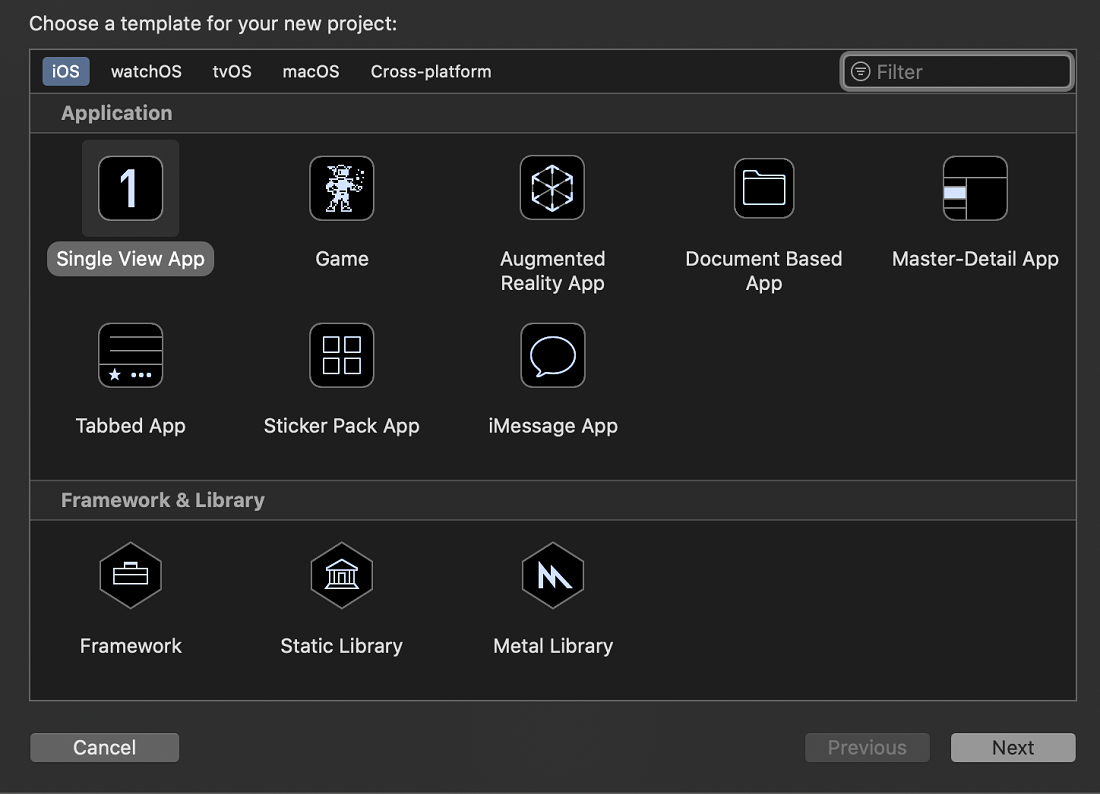 Choose a template for your new project:
iOS watchOS tvOS macOS Cross-platform Filter
Application
1
Single View App Game Augmented Reality App Document Based App Master-Detail App
Tabbed App Sticker Pack App iMessage App
Framework & Library
Framework Static Library Metal Library
Cancel Previous Next